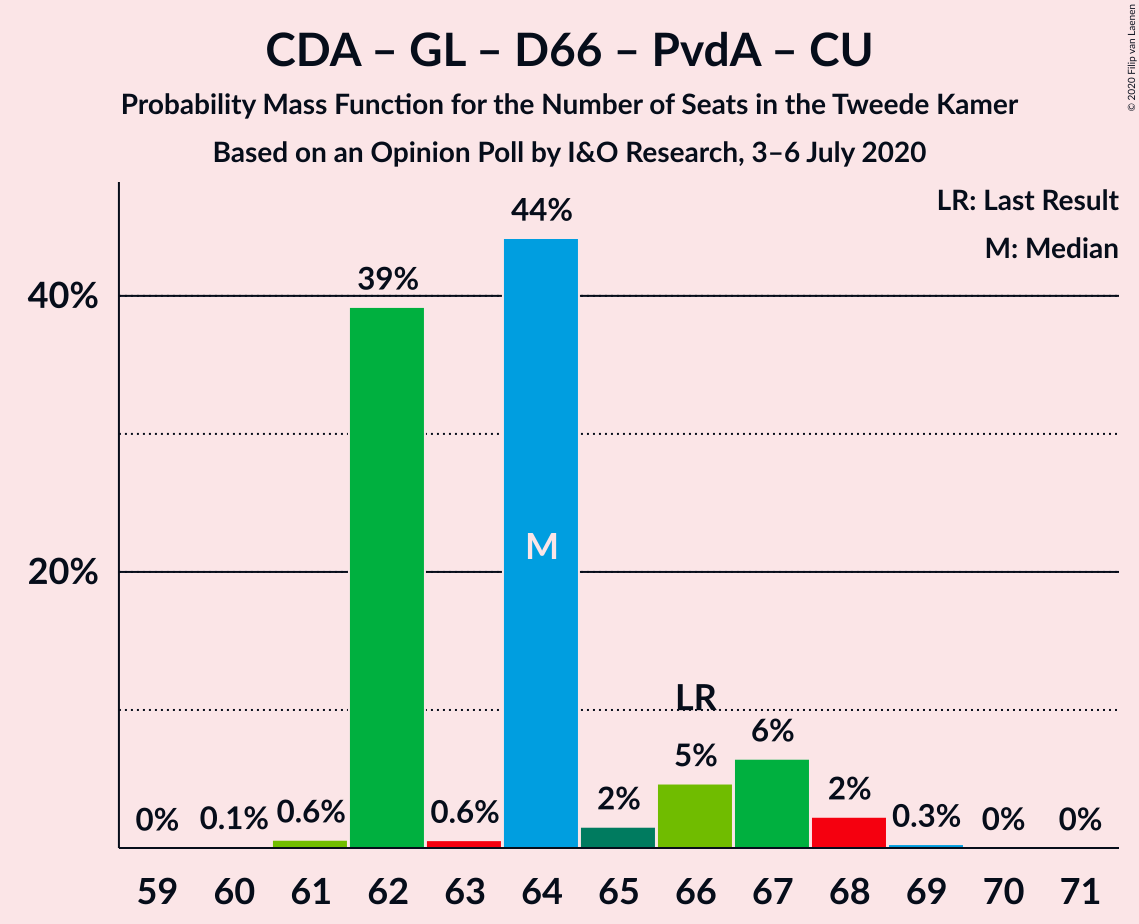 CDA – GL – D66 – PvdA – CU
Probability Mass Function for the Number of Seats in the Tweede Kamer
Based on an Opinion Poll by I&O Research, 3–6 July 2020
© 2020 Filip van Laenen
LR: Last Result
M: Median
40%
20%
0%
0.1%
0.6%
39%
0.6%
44%
M
2%
LR
5%
6%
2%
0.3%
0%
0%
59 60 61 62 63 64 65 66 67 68 69 70 71